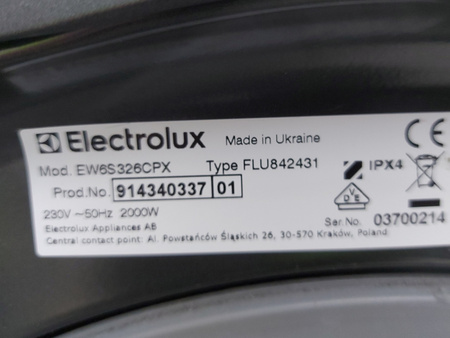 Electrolux Made in Ukraine
Mod. EW6S326CPX Type FLU842431
IPX4
Prod.No. 914340337 01
230V ~50Hz 2000W
Ser.No. 03700214
Electrolux Appliances AB
Central contact point: Al. Powstańców Śląskich 26, 30-570 Kraków, Poland